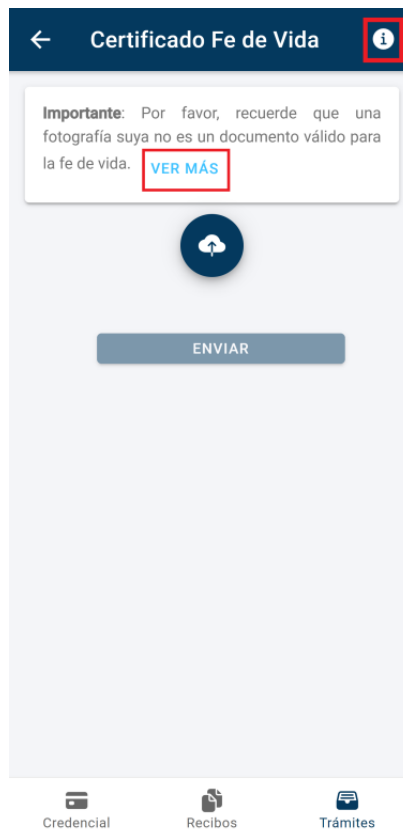 Certificado Fe de Vida
Importante: Por favor, recuerde que una
fotografía suya no es un documento válido para
la fe de vida. VER MÁS
ENVIAR
Credencial Recibos Trámites